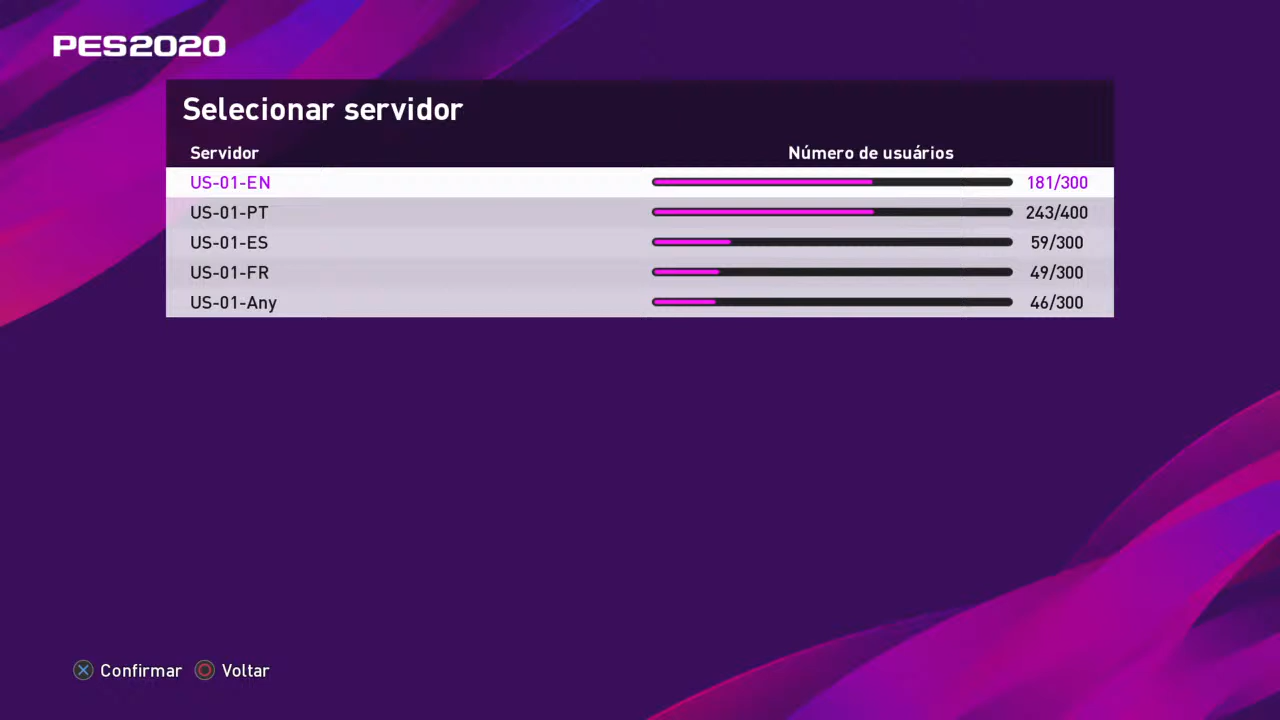 PES2020
Selecionar servidor
Servidor Número de usuários
US-01-EN 181/300
US-01-PT 243/400
US-01-ES 59/300
US-01-FR 49/300
US-01-Any 46/300
Confirmar Voltar